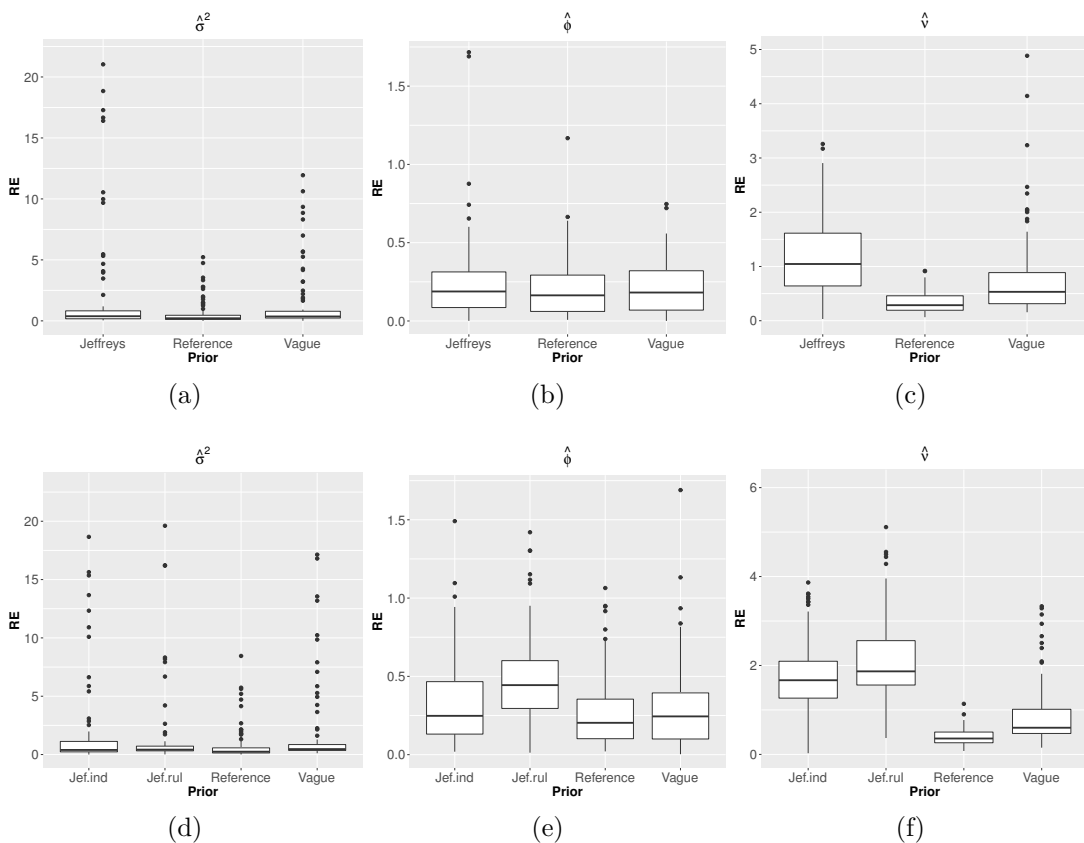 σ̂²
ϕ̂
ν̂
RE
20
15
10
5
0
Jeffreys Reference Vague
Prior
RE
1.5
1.0
0.5
0.0
Jeffreys Reference Vague
Prior
RE
5
4
3
2
1
0
Jeffreys Reference Vague
Prior
(a)
(b)
(c)
σ̂²
ϕ̂
ν̂
RE
20
15
10
5
0
Jef.ind Jef.rul Reference Vague
Prior
RE
1.5
1.0
0.5
0.0
Jef.ind Jef.rul Reference Vague
Prior
RE
6
4
2
0
Jef.ind Jef.rul Reference Vague
Prior
(d)
(e)
(f)